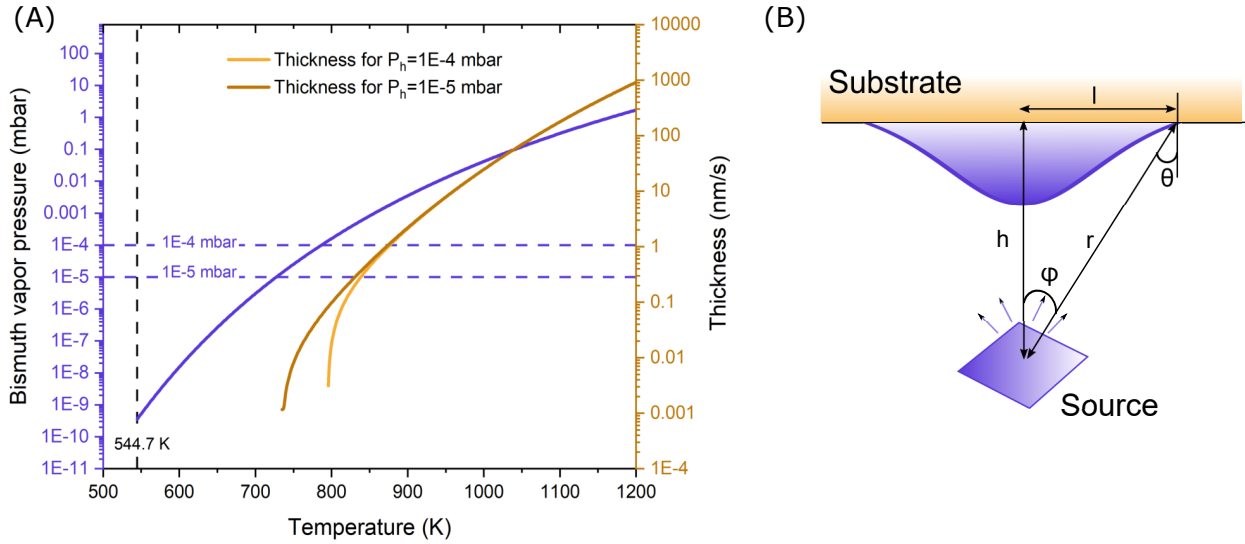 (A)
Thickness for P_h=1E-4 mbar
Thickness for P_h=1E-5 mbar
Bismuth vapor pressure (mbar)
100
10
1
0.1
0.01
0.001
1E-4
1E-5
1E-6
1E-7
1E-8
1E-9
1E-10
1E-11
1E-4 mbar
1E-5 mbar
544.7 K
500
600
700
800
900
1000
1100
1200
Temperature (K)
10000
1000
100
10
1
0.1
0.01
0.001
1E-4
Thickness (nm/s)
(B)
Substrate
l
θ
h
r
φ
Source